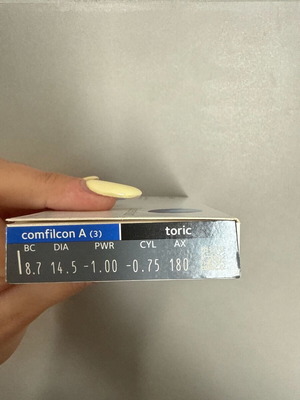 comfilcon A (3) toric
BC DIA PWR CYL AX
8.7 14.5 -1.00 -0.75 180